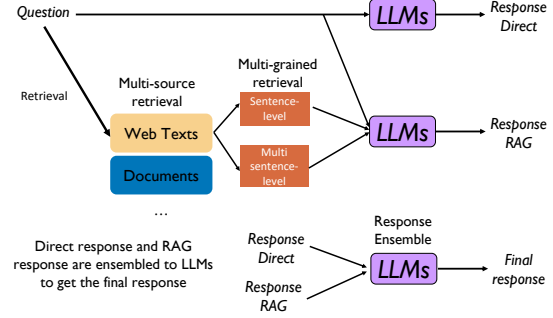 Question
LLMs
Response
Direct
Retrieval
Multi-source
retrieval
Multi-grained
retrieval
Web Texts
Sentence-
level
LLMs
Response
RAG
Documents
Multi
sentence-
level
...
Direct response and RAG
response are ensembled to LLMs
to get the final response
Response
Direct
Response
RAG
Response
Ensemble
LLMs
Final
response